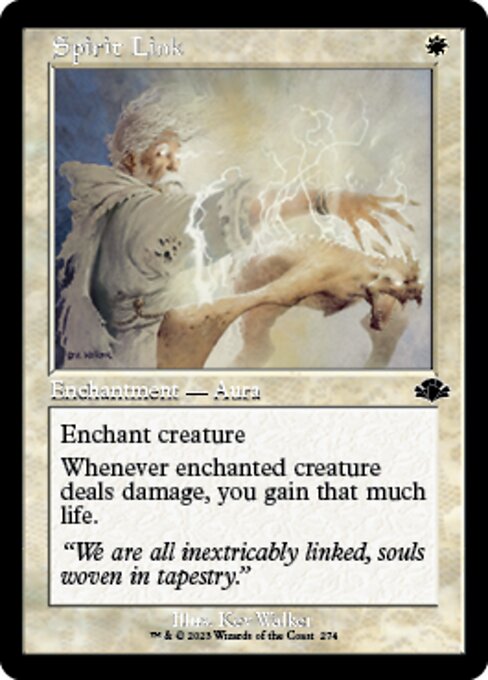 Spirit Link
Enchantment — Aura
Enchant creature
Whenever enchanted creature
deals damage, you gain that much
life.
“We are all inextricably linked, souls
woven in tapestry.”
Illus. Kev Walker
™ & © 2023 Wizards of the Coast 274